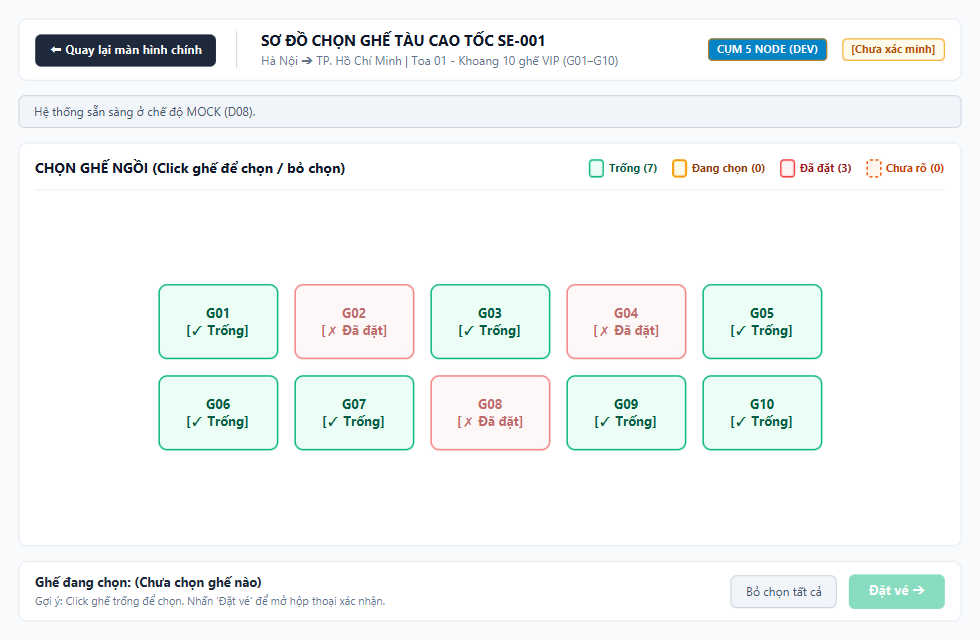 ⬅ Quay lại màn hình chính
SƠ ĐỒ CHỌN GHẾ TÀU CAO TỐC SE-001
Hà Nội ➔ TP. Hồ Chí Minh | Toa 01 - Khoang 10 ghế VIP (G01–G10)
CỤM 5 NODE (DEV)
[Chưa xác minh]
Hệ thống sẵn sàng ở chế độ MOCK (D08).
CHỌN GHẾ NGỒI (Click ghế để chọn / bỏ chọn)
Trống (7)
Đang chọn (0)
Đã đặt (3)
Chưa rõ (0)
G01
[✓ Trống]
G02
[✗ Đã đặt]
G03
[✓ Trống]
G04
[✗ Đã đặt]
G05
[✓ Trống]
G06
[✓ Trống]
G07
[✓ Trống]
G08
[✗ Đã đặt]
G09
[✓ Trống]
G10
[✓ Trống]
Ghế đang chọn: (Chưa chọn ghế nào)
Gợi ý: Click ghế trống để chọn. Nhấn 'Đặt vé' để mở hộp thoại xác nhận.
Bỏ chọn tất cả
Đặt vé ➔